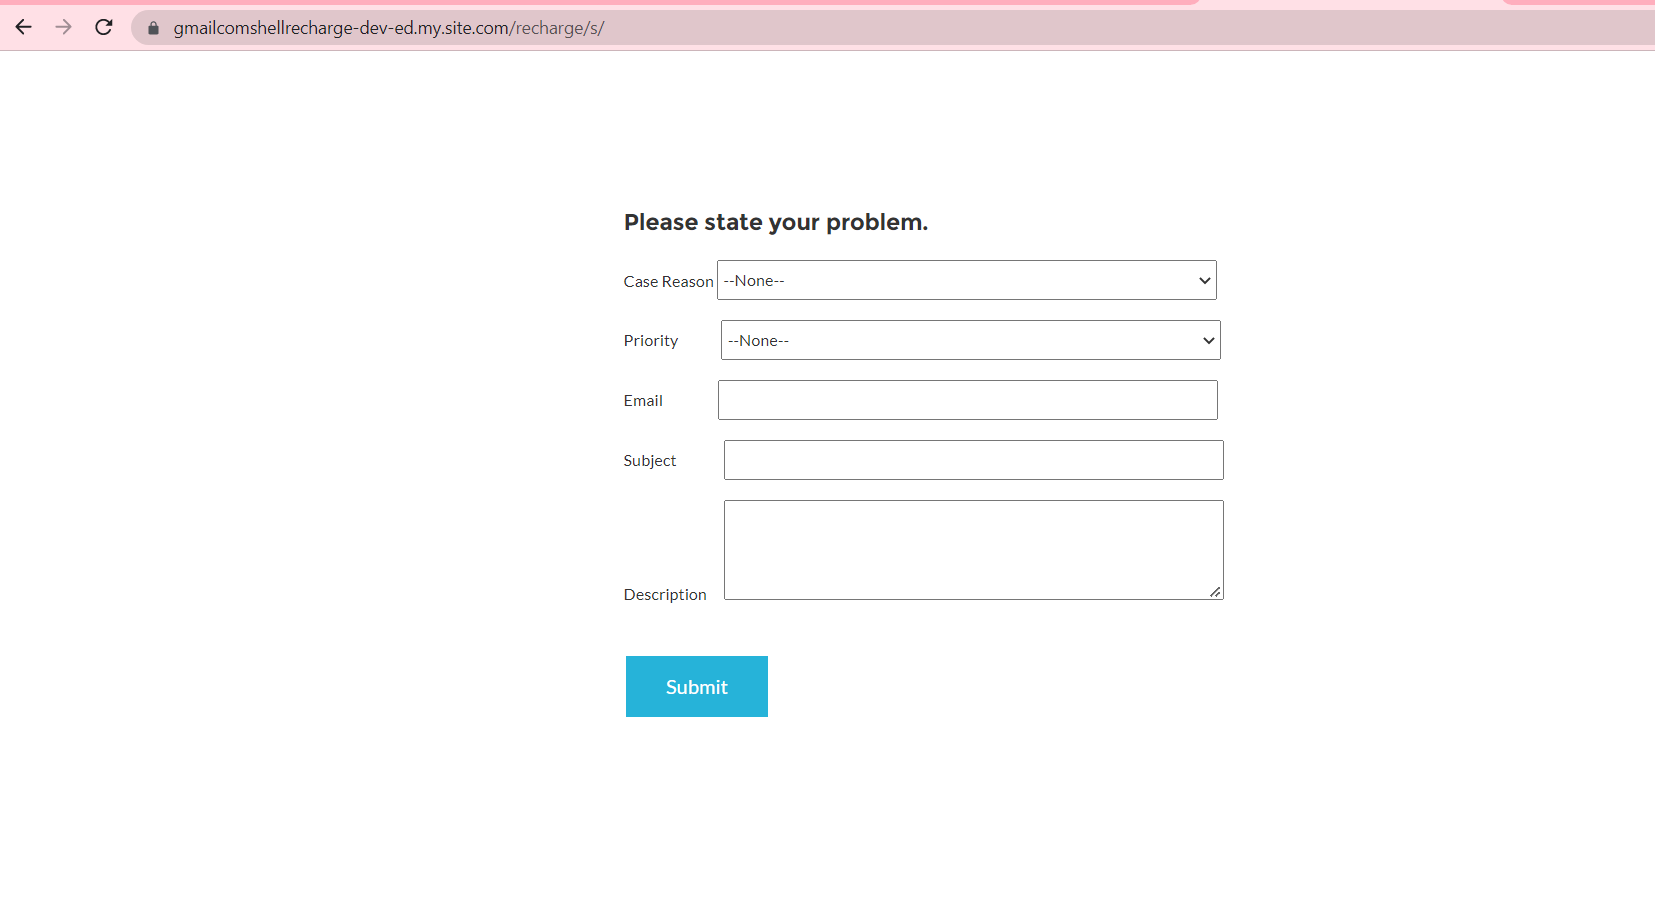 gmailcomshellrecharge-dev-ed.my.site.com/recharge/s/
Please state your problem.
Case Reason --None--
Priority --None--
Email
Subject
Description
Submit